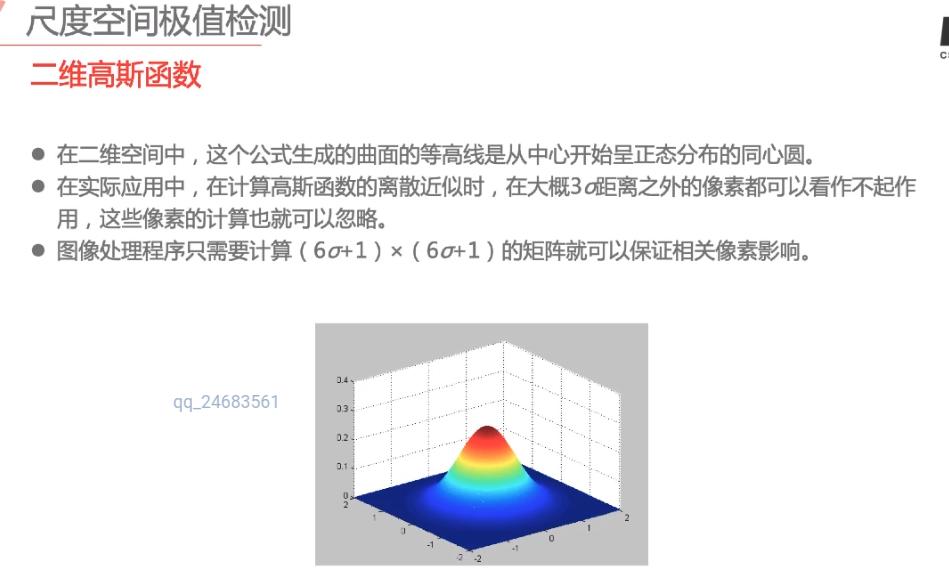 尺度空间极值检测
二维高斯函数
● 在二维空间中，这个公式生成的曲面的等高线是从中心开始呈正态分布的同心圆。
● 在实际应用中，在计算高斯函数的离散近似时，在大概3σ距离之外的像素都可以看作不起作
用，这些像素的计算也就可以忽略。
● 图像处理程序只需要计算（6σ+1）×（6σ+1）的矩阵就可以保证相关像素影响。
qq_24683561
0.4
0.3
0.2
0.1
0
2
1
0
-1
-2
-2
-1
0
1
2